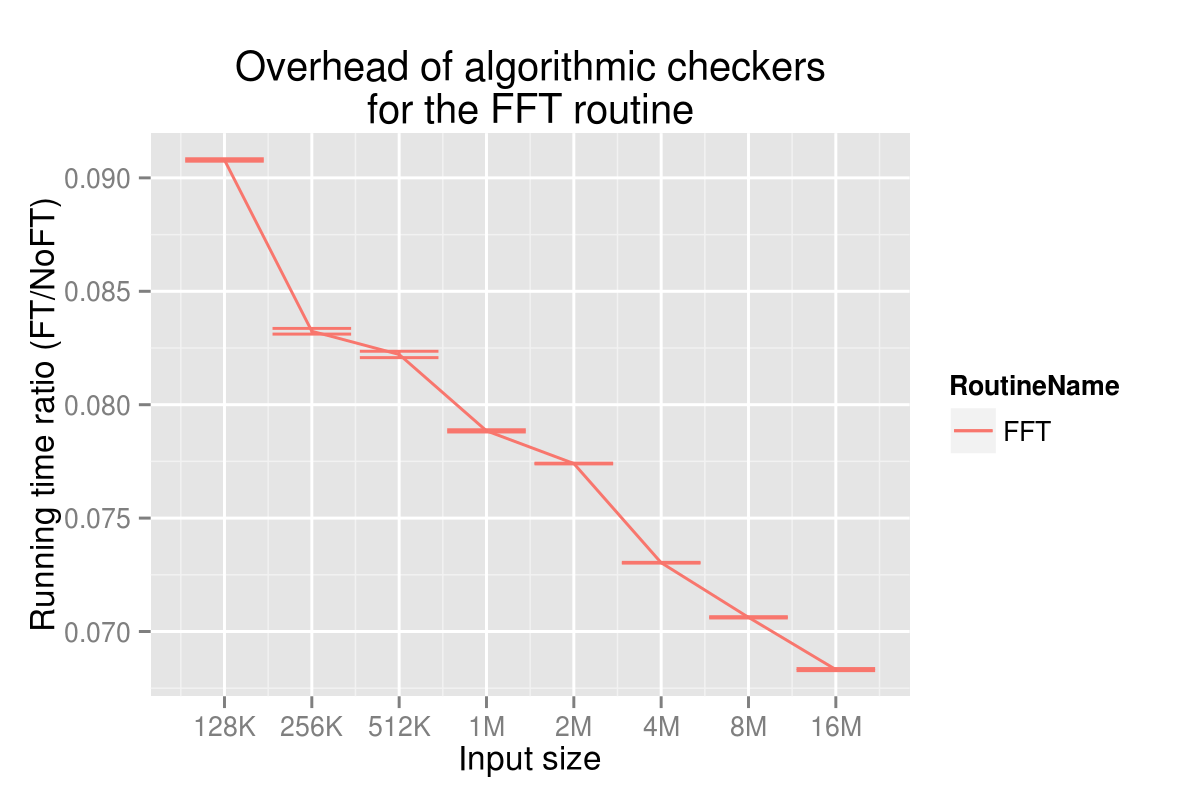 Overhead of algorithmic checkers
for the FFT routine
Running time ratio (FT/NoFT)
0.090
0.085
0.080
0.075
0.070
128K 256K 512K 1M 2M 4M 8M 16M
Input size
RoutineName
FFT